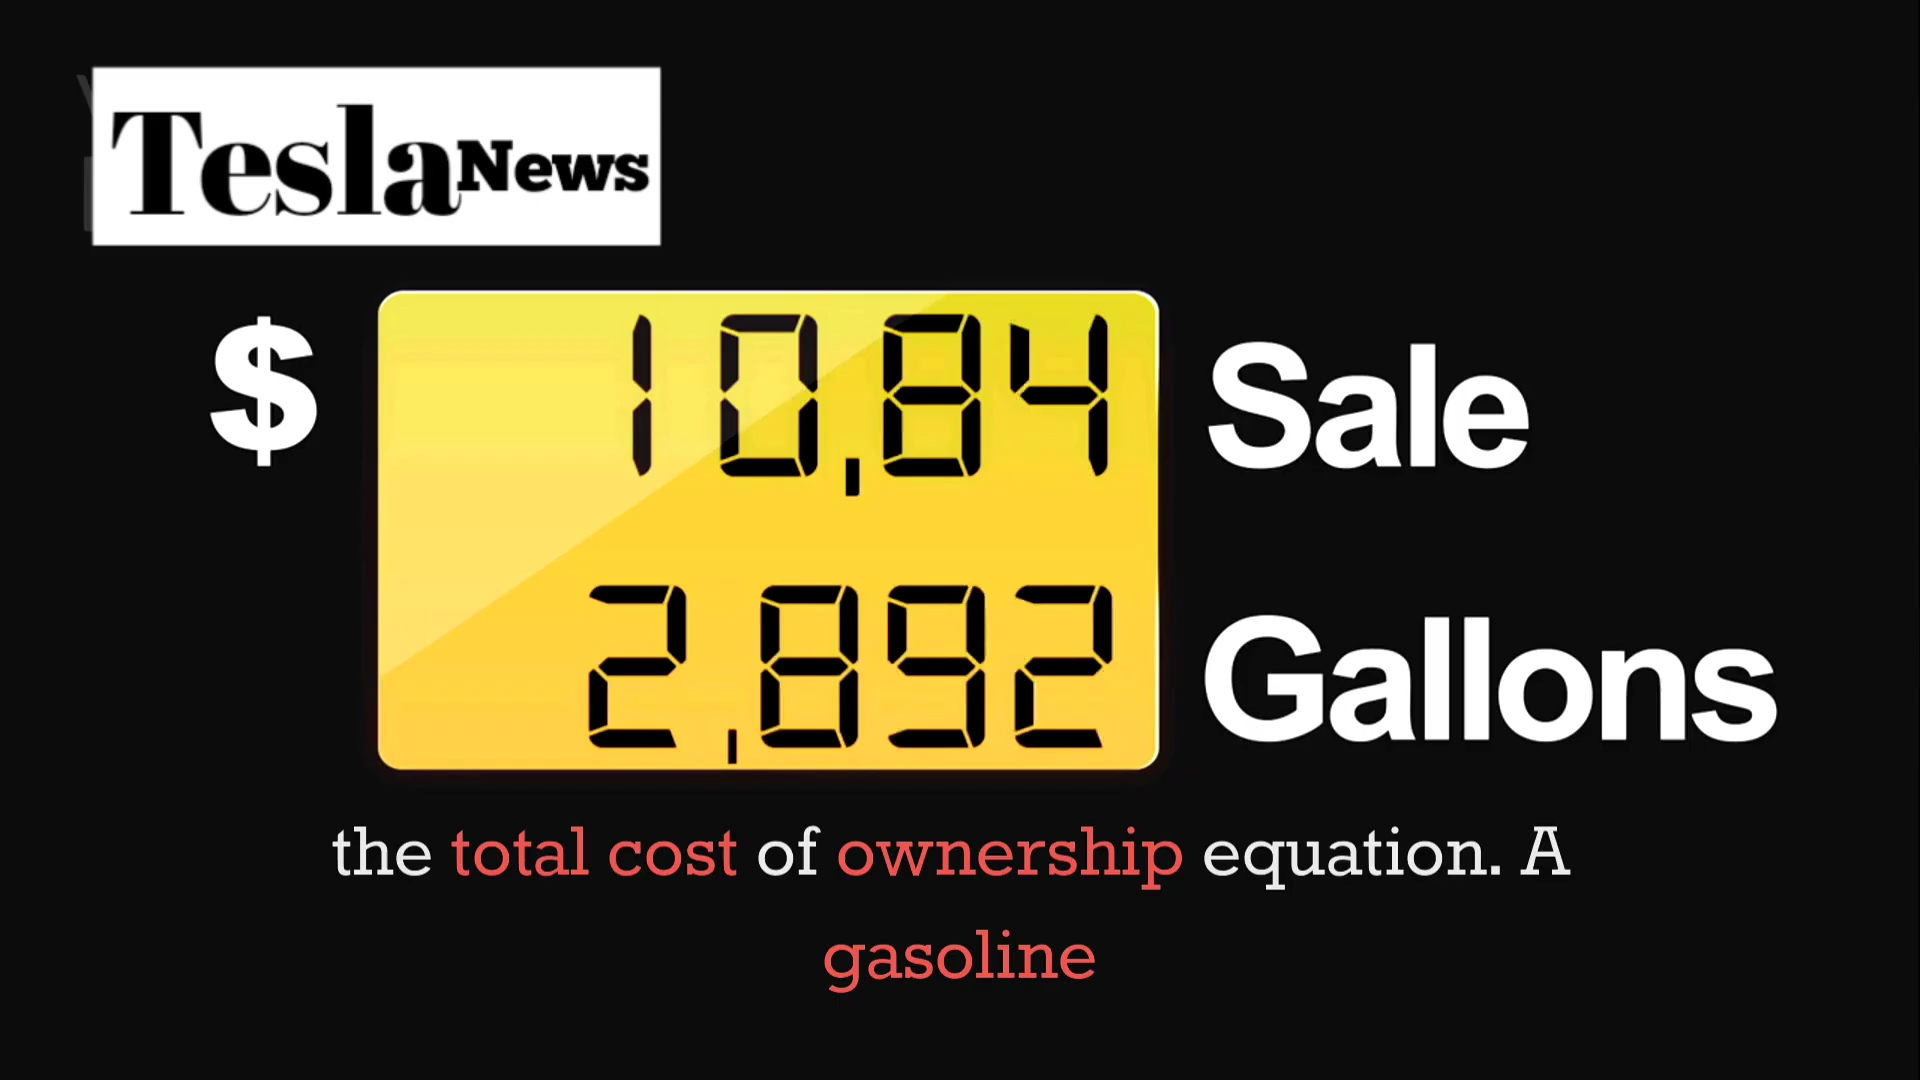 TeslaNews
$ 10,84 Sale
2,892 Gallons
the total cost of ownership equation. A
gasoline